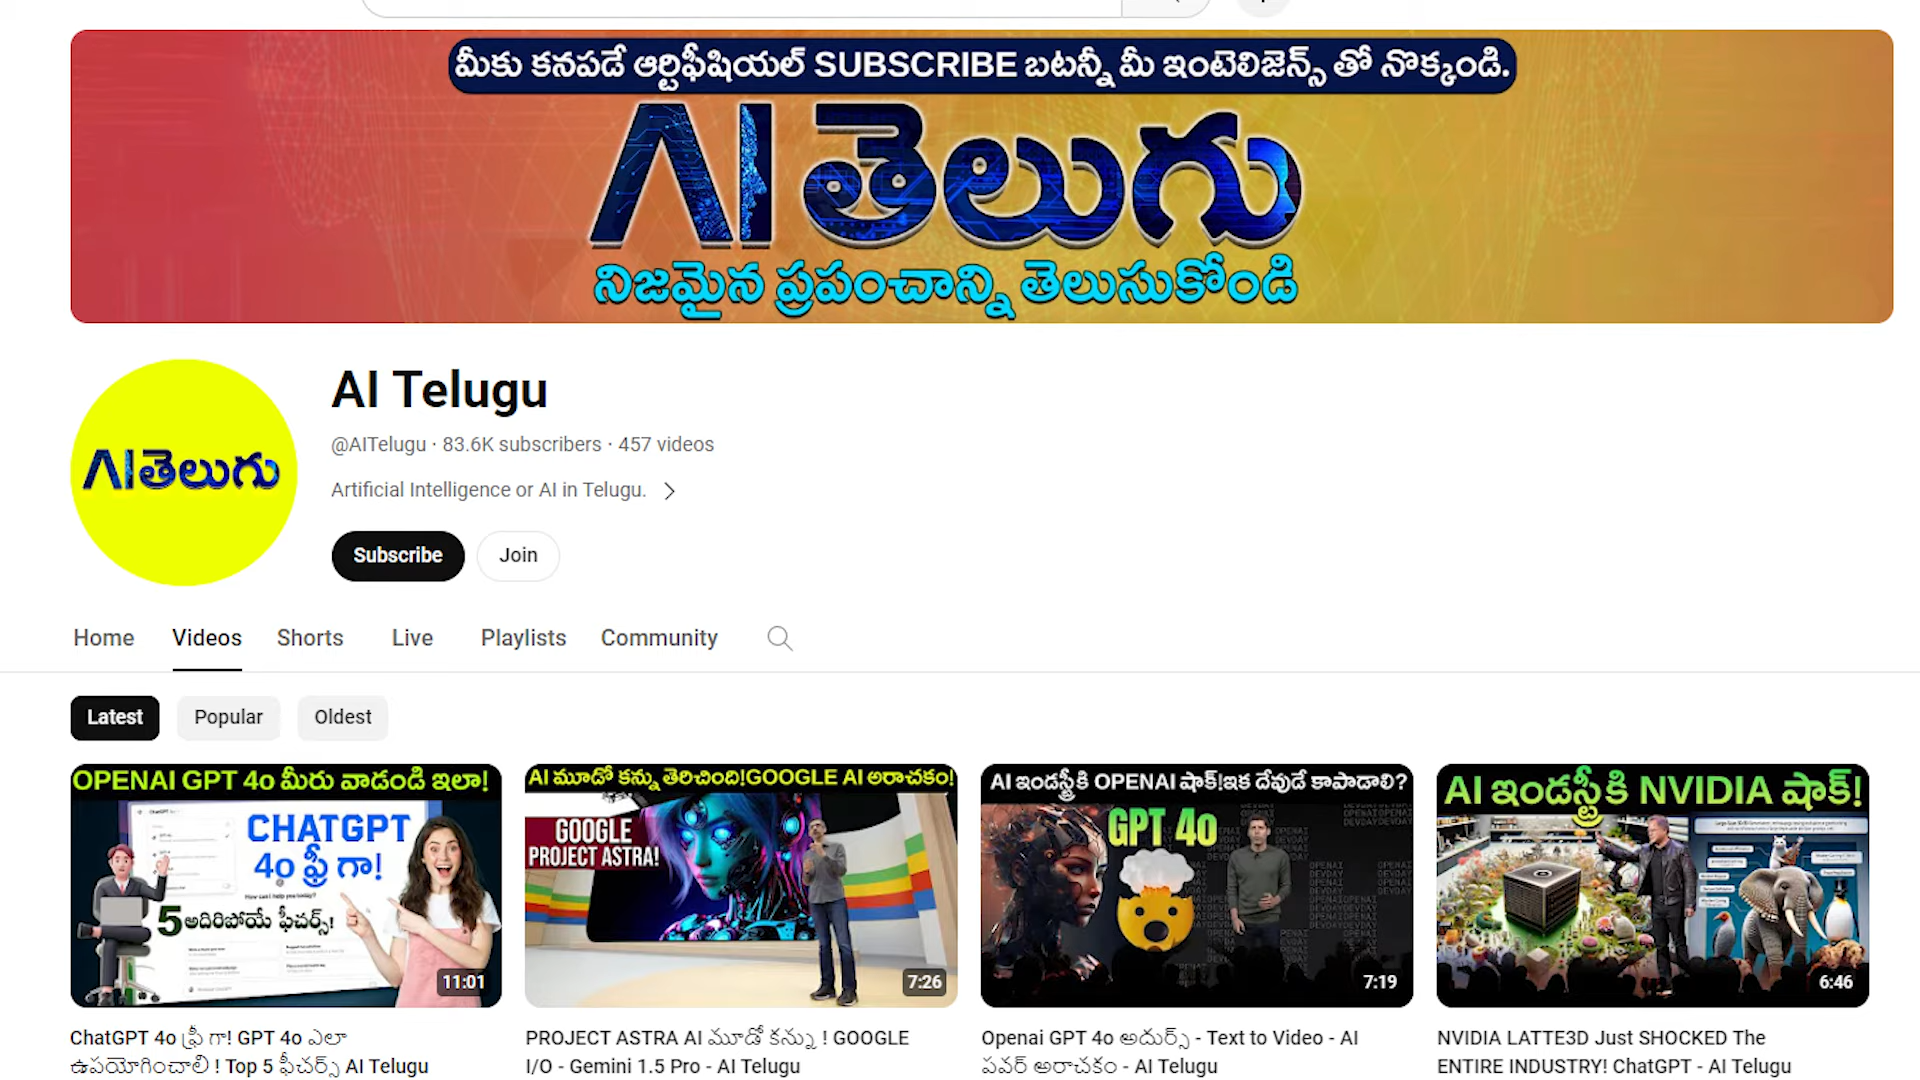 మీకు కనపడే ఆర్టిఫీషియల్ SUBSCRIBE బటన్నీ మీ ఇంటెలిజెన్స్ తో నొక్కండి.
AI తెలుగు
నిజమైన ప్రపంచాన్ని తెలుసుకోండి
AI తెలుగు
AI Telugu
@AITelugu · 83.6K subscribers · 457 videos
Artificial Intelligence or AI in Telugu.
Subscribe
Join
Home
Videos
Shorts
Live
Playlists
Community
Latest
Popular
Oldest
OPENAI GPT 4o మీరు వాడండి ఇలా!
CHATGPT
4o ఫ్రీ గా!
5 అదిరిపోయే ఫీచర్స్!
11:01
ChatGPT 4o ఫ్రీ గా! GPT 4o ఎలా
ఉపయోగించాలి ! Top 5 ఫీచర్స్ AI Telugu
AI మూడో కన్ను తెరిచింది!GOOGLE AI అరాచకం!
GOOGLE
PROJECT ASTRA!
7:26
PROJECT ASTRA AI మూడో కన్ను ! GOOGLE
I/O - Gemini 1.5 Pro - AI Telugu
AI ఇండస్ట్రీకి OPENAI షాక్!ఇక దేవుడే కాపాడాలి?
GPT 4o
7:19
Openai GPT 4o అదుర్స్ - Text to Video - AI
పవర్ అరాచకం - AI Telugu
AI ఇండస్ట్రీకి NVIDIA షాక్!
6:46
NVIDIA LATTE3D Just SHOCKED The
ENTIRE INDUSTRY! ChatGPT - AI Telugu